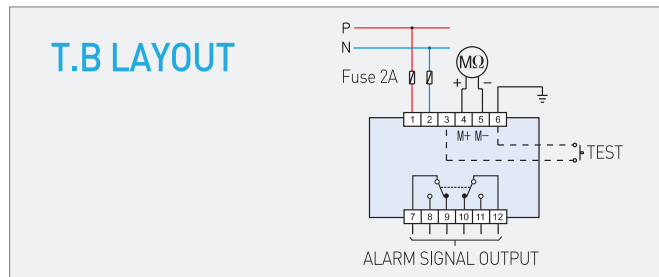 T.B LAYOUT
P
N
Fuse 2A
MΩ
+ −
1 2 3 4 5 6
M+ M−
TEST
7 8 9 10 11 12
ALARM SIGNAL OUTPUT